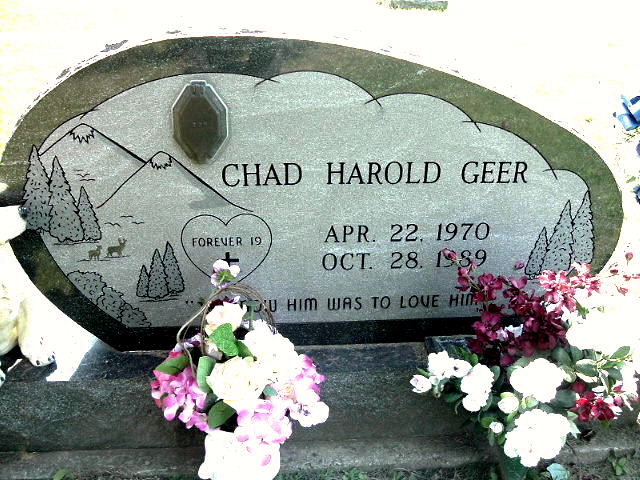 CHAD HAROLD GEER
FOREVER 19
APR. 22, 1970
OCT. 28, 1989
HIM WAS TO LOVE HIM